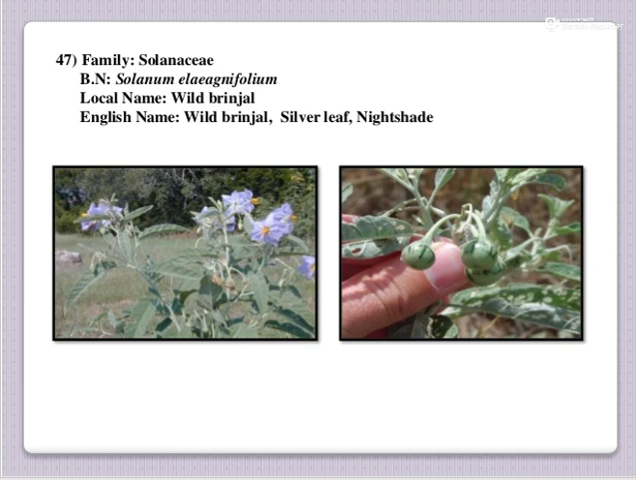 47) Family: Solanaceae
B.N: Solanum elaeagnifolium
Local Name: Wild brinjal
English Name: Wild brinjal, Silver leaf, Nightshade